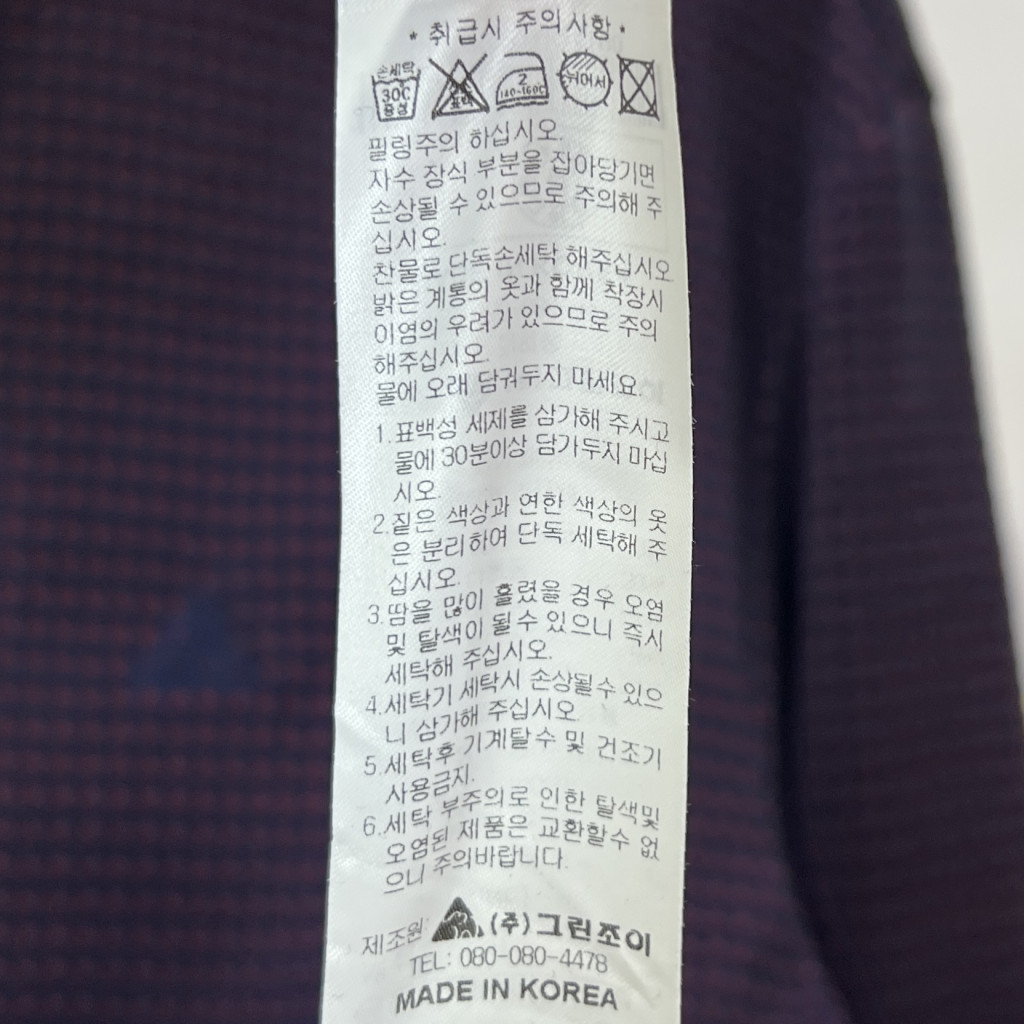 * 취급시 주의사항 *
손세탁
30C
중성
표백
2
140~160℃
뉘어서
필링주의 하십시오.
자수 장식 부분을 잡아당기면
손상될 수 있으므로 주의해 주
십시오.
찬물로 단독손세탁 해주십시오
밝은 계통의 옷과 함께 착장시
이염의 우려가 있으므로 주의
해주십시오.
물에 오래 담궈두지 마세요.
1.표백성 세제를 삼가해 주시고
물에 30분이상 담가두지 마십
시오.
2.짙은 색상과 연한 색상의 옷
은 분리하여 단독 세탁해 주
십시오.
3.땀을 많이 흘렸을 경우 오염
및 탈색이 될수 있으니 즉시
세탁해 주십시오.
4.세탁기 세탁시 손상될수 있으
니 삼가해 주십시오
5.세탁후 기계탈수 및 건조기
사용금지.
6.세탁 부주의로 인한 탈색및
오염된 제품은 교환할수 없
으니 주의바랍니다.
제조원: (주)그린조이
TEL: 080-080-4478
MADE IN KOREA